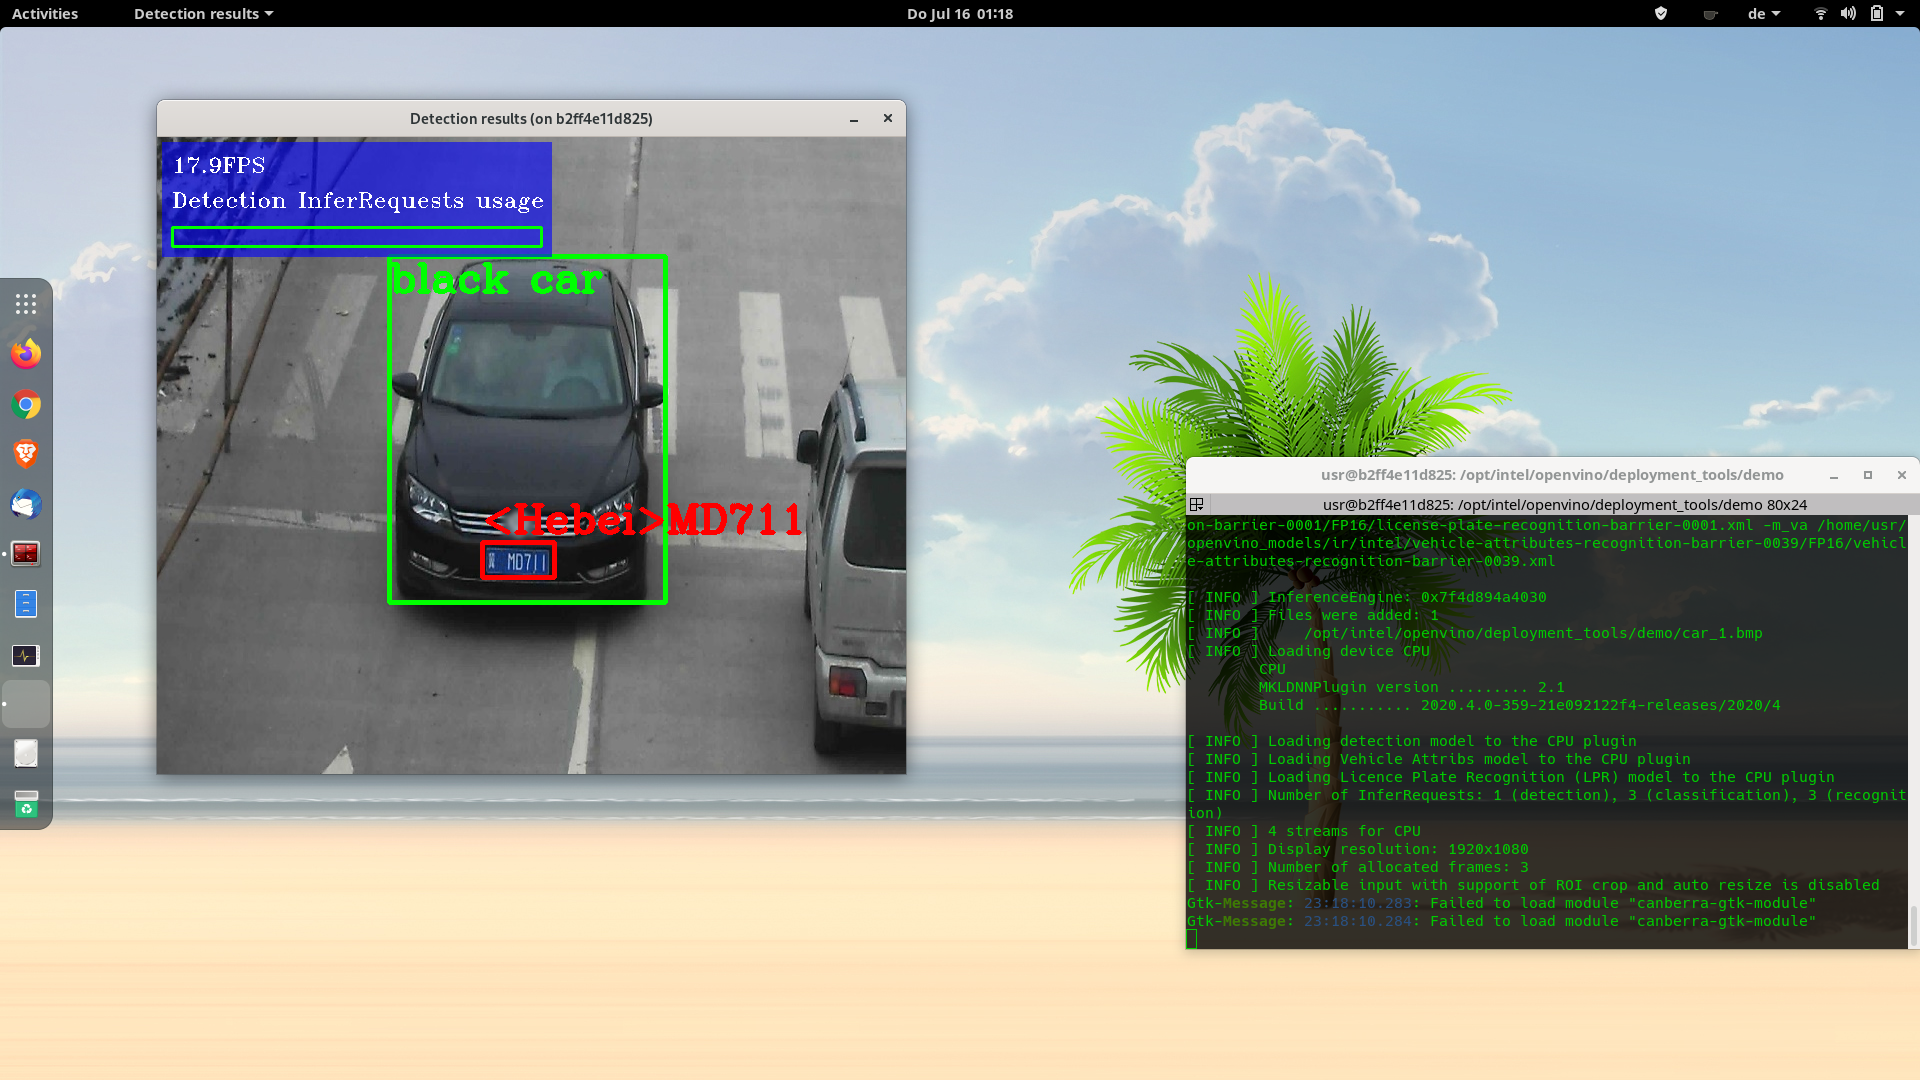 Activities
Detection results
Do Jul 16 01:18
de
Detection results (on b2ff4e11d825)
17.9FPS
Detection InferRequests usage
black car
<Hebei>MD711
MD711
usr@b2ff4e11d825: /opt/intel/openvino/deployment_tools/demo
usr@b2ff4e11d825: /opt/intel/openvino/deployment_tools/demo 80x24
on-barrier-0001/FP16/license-plate-recognition-barrier-0001.xml -m_va /home/usr/
openvino_models/ir/intel/vehicle-attributes-recognition-barrier-0039/FP16/vehicl
e-attributes-recognition-barrier-0039.xml
[ INFO ] InferenceEngine: 0x7f4d894a4030
[ INFO ] Files were added: 1
[ INFO ]     /opt/intel/openvino/deployment_tools/demo/car_1.bmp
[ INFO ] Loading device CPU
CPU
MKLDNNPlugin version ......... 2.1
Build ........... 2020.4.0-359-21e092122f4-releases/2020/4
[ INFO ] Loading detection model to the CPU plugin
[ INFO ] Loading Vehicle Attribs model to the CPU plugin
[ INFO ] Loading Licence Plate Recognition (LPR) model to the CPU plugin
[ INFO ] Number of InferRequests: 1 (detection), 3 (classification), 3 (recognit
ion)
[ INFO ] 4 streams for CPU
[ INFO ] Display resolution: 1920x1080
[ INFO ] Number of allocated frames: 3
[ INFO ] Resizable input with support of ROI crop and auto resize is disabled
Gtk-Message: 23:18:10.283: Failed to load module "canberra-gtk-module"
Gtk-Message: 23:18:10.284: Failed to load module "canberra-gtk-module"